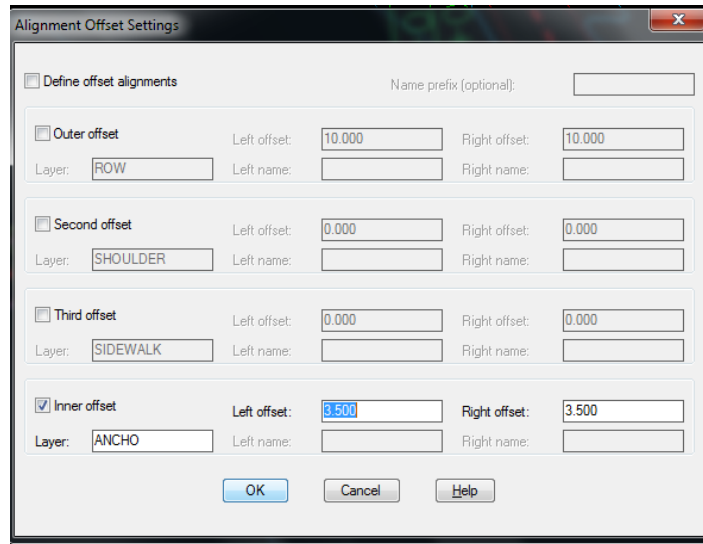 Alignment Offset Settings
Define offset alignments Name prefix (optional):
Outer offset Left offset: 10.000 Right offset: 10.000
Layer: ROW Left name: Right name:
Second offset Left offset: 0.000 Right offset: 0.000
Layer: SHOULDER Left name: Right name:
Third offset Left offset: 0.000 Right offset: 0.000
Layer: SIDEWALK Left name: Right name:
Inner offset Left offset: 3.500 Right offset: 3.500
Layer: ANCHO Left name: Right name:
OK Cancel Help